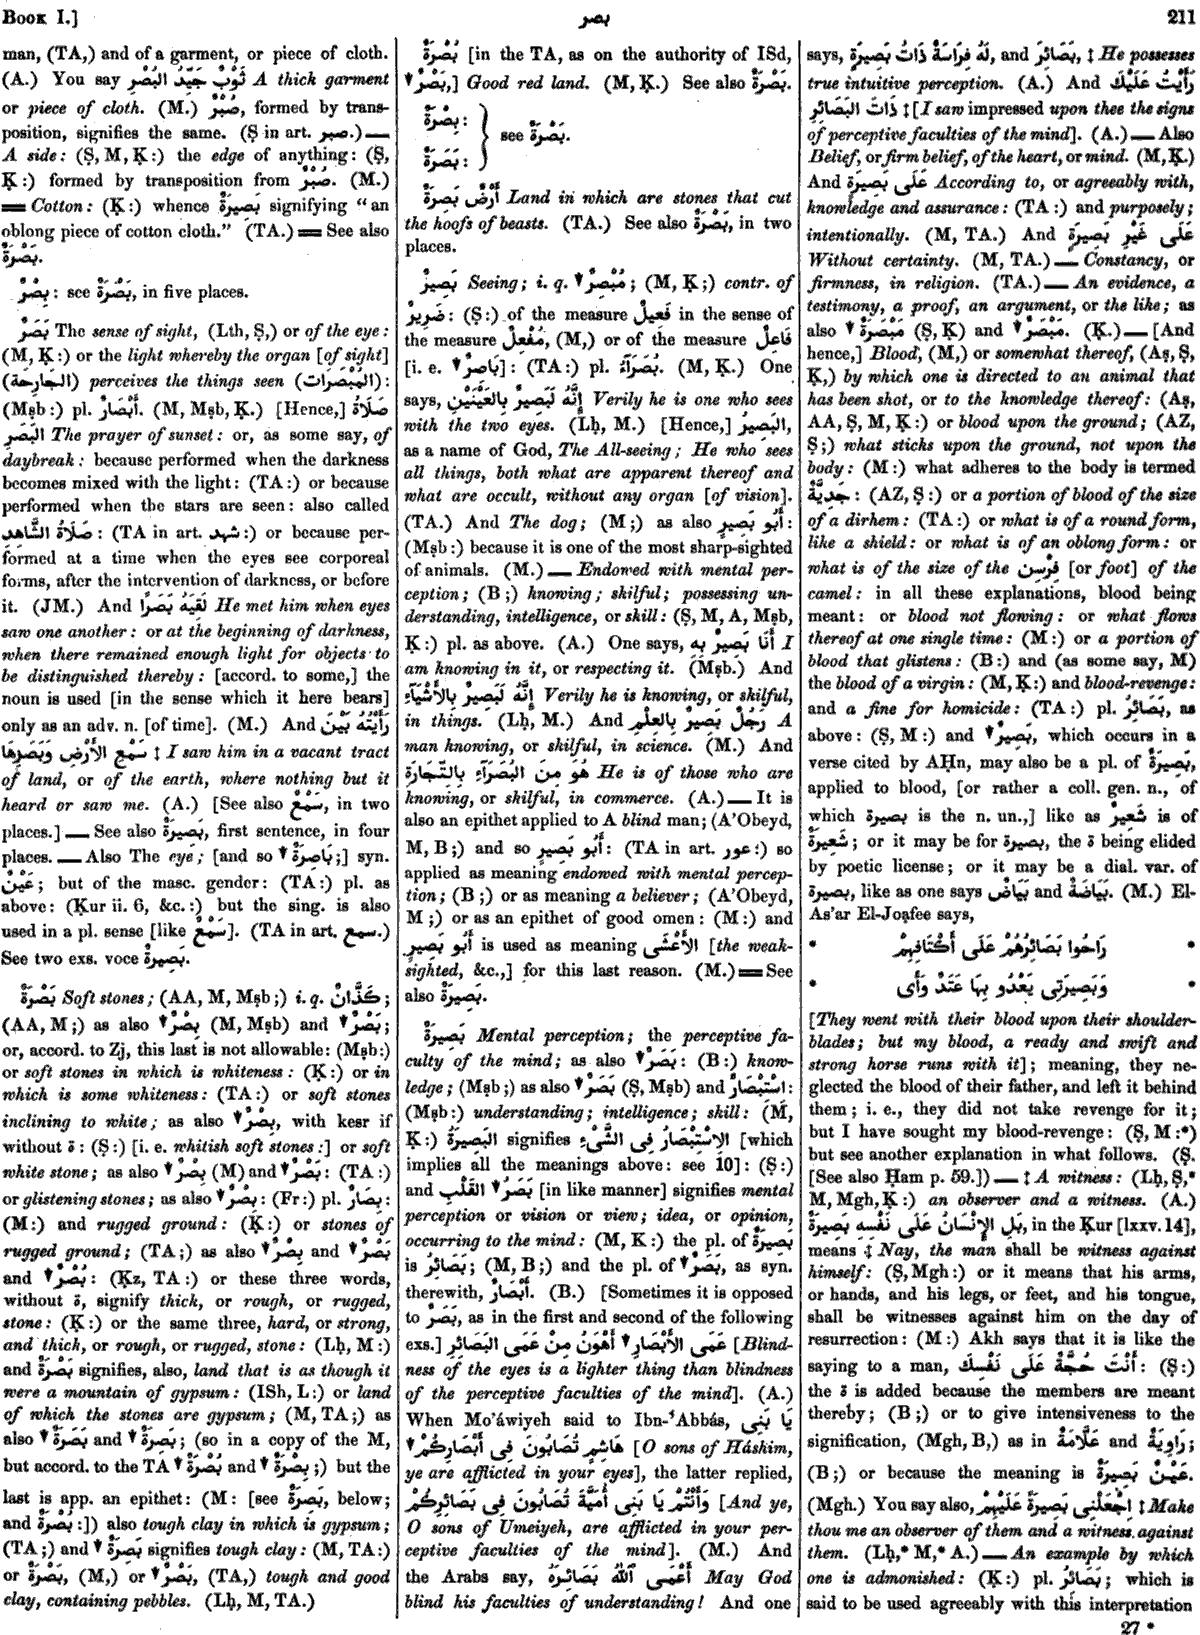 Book I.]
بصر
211
man, (TA,) and of a garment, or piece of cloth.
(A.) You say ثَوْبٌ جَيِّدُ البُصْرِ A thick garment
or piece of cloth. (M.) صُبْرٌ, formed by trans-
position, signifies the same. (Ṣ in art. صبر.) —
A side: (Ṣ, M, Ḳ:) the edge of anything: (Ṣ,
Ḳ:) formed by transposition from صُبْرٌ. (M.)
== Cotton: (Ḳ:) whence بَصِيرَةٌ signifying “an
oblong piece of cotton cloth.” (TA.) == See also
بَصْرَةٌ.
بِصْرٌ: see بَصْرَةٌ, in five places.
بَصَرٌ The sense of sight, (Lth, Ṣ,) or of the eye:
(M, Ḳ:) or the light whereby the organ [of sight]
(الجَارِحَة) perceives the things seen (المُبْصَرَات):
(Mṣb:) pl. أَبْصَارٌ. (M, Mṣb, Ḳ.) [Hence,] صَلَاةُ
البَصَرِ The prayer of sunset: or, as some say, of
daybreak: because performed when the darkness
becomes mixed with the light: (TA:) or because
performed when the stars are seen: also called
صَلَاةُ الشَّاهِدِ: (TA in art. شهد:) or because per-
formed at a time when the eyes see corporeal
forms, after the intervention of darkness, or before
it. (JM.) And لَقِيَهُ بَصَرًا He met him when eyes
saw one another: or at the beginning of darkness,
when there remained enough light for objects to
be distinguished thereby: [accord. to some,] the
noun is used [in the sense which it here bears]
only as an adv. n. [of time]. (M.) And رَأَيْتُهُ بَيْنَ
سَمْعِ الأَرْضِ وَبَصَرِهَا ‡ I saw him in a vacant tract
of land, or of the earth, where nothing but it
heard or saw me. (A.) [See also سَمْعٌ, in two
places.] — See also بَصِيرَةٌ, first sentence, in four
places. — Also The eye; [and so ▼ بَاصِرَةٌ;] syn.
عَيْنٌ; but of the masc. gender: (TA:) pl. as
above: (Ḳur ii. 6, &c.:) but the sing. is also
used in a pl. sense [like سَمْعٌ]. (TA in art. سمع.)
See two exs. voce بَصِيرَةٌ.
بَصْرَةٌ Soft stones; (AA, M, Mṣb;) i. q. كَذَّانٌ;
(AA, M;) as also ▼ بِصْرٌ (M, Mṣb) and ▼ بَصْرٌ;
or, accord. to Zj, this last is not allowable: (Mṣb:)
or soft stones in which is whiteness: (Ḳ:) or in
which is some whiteness: (TA:) or soft stones
inclining to white; as also ▼ بِصْرٌ, with kesr if
without ة: (Ṣ:) [i. e. whitish soft stones:] or soft
white stone; as also ▼ بِصْرٌ (M) and ▼ بَصْرٌ: (TA:)
or glistening stones; as also ▼ بِصْرٌ: (Fr:) pl. بِصَارٌ:
(M:) and rugged ground: (Ḳ:) or stones of
rugged ground; (TA;) as also ▼ بِصْرٌ and ▼ بَصْرٌ
and ▼ بُصْرٌ: (Ḳz, TA:) or these three words,
without ة, signify thick, or rough, or rugged,
stone: (Ḳ:) or the same three, hard, or strong,
and thick, or rough, or rugged, stone: (Lḥ, M:)
and بَصْرَةٌ signifies, also, land that is as though it
were a mountain of gypsum: (ISh, L:) or land
of which the stones are gypsum; (M, TA;) as
also ▼ بَصَرَةٌ and ▼ بَصِرَةٌ; (so in a copy of the M,
but accord. to the TA ▼ بُصْرَةٌ and ▼ بِصْرَةٌ;) but the
last is app. an epithet: (M: [see بَصِرَةٌ, below;
and بُصْرَةٌ:]) also tough clay in which is gypsum;
(TA;) and ▼ بِصْرَةٌ signifies tough clay: (M, TA:)
or بَصْرَةٌ, (M,) or ▼ بَصْرٌ, (TA,) tough and good
clay, containing pebbles. (Lḥ, M, TA.)
بُصْرَةٌ [in the TA, as on the authority of ISd,
▼ بُصْرٌ,] Good red land. (M, Ḳ.) See also بَصْرَةٌ.
بِصْرَةٌ:
see بَصْرَةٌ.
بَصَرَةٌ:
أَرْضٌ بَصِرَةٌ Land in which are stones that cut
the hoofs of beasts. (TA.) See also بَصْرَةٌ, in two
places.
بَصِيرٌ Seeing; i. q. ▼ مُبْصِرٌ; (M, Ḳ;) contr. of
ضَرِيرٌ: (Ṣ:) of the measure فَعِيلٌ in the sense of
the measure مُفْعِلٌ, (M,) or of the measure فَاعِلٌ
[i. e. ▼ بَاصِرٌ]: (TA:) pl. بُصَرَآءُ. (M, Ḳ.) One
says, إِنَّهُ لَبَصِيرٌ بِالعَيْنَيْنِ Verily he is one who sees
with the two eyes. (Lḥ, M.) [Hence,] البَصِيرُ,
as a name of God, The All-seeing; He who sees
all things, both what are apparent thereof and
what are occult, without any organ [of vision].
(TA.) And The dog; (M;) as also أَبُو بَصِيرٍ:
(Mṣb:) because it is one of the most sharp-sighted
of animals. (M.) — Endowed with mental per-
ception; (B;) knowing; skilful; possessing un-
derstanding, intelligence, or skill: (Ṣ, M, A, Mṣb,
Ḳ:) pl. as above. (A.) One says, أَنَا بَصِيرٌ بِهِ I
am knowing in it, or respecting it. (Mṣb.) And
إِنَّهُ لَبَصِيرٌ بِالأَشْيَآءِ Verily he is knowing, or skilful,
in things. (Lḥ, M.) And رَجُلٌ بَصِيرٌ بِالعِلْمِ A
man knowing, or skilful, in science. (M.) And
هُوَ مِنَ البُصَرَآءِ بِالتِّجَارَةِ He is of those who are
knowing, or skilful, in commerce. (A.) — It is
also an epithet applied to A blind man; (A’Obeyd,
M, B;) and so أَبُو بَصِيرٍ: (TA in art. عور:) so
applied as meaning endowed with mental percep-
tion; (B;) or as meaning a believer; (A’Obeyd,
M;) or as an epithet of good omen: (M:) and
أَبُو بَصِيرٍ is used as meaning الأَعْشَى [the weak-
sighted, &c.,] for this last reason. (M.) == See
also بَصِيرَةٌ.
بَصِيرَةٌ Mental perception; the perceptive fa-
culty of the mind; as also ▼ بَصَرٌ: (B:) know-
ledge; (Mṣb;) as also ▼ بَصَرٌ (Ṣ, Mṣb) and اسْتِبْصَارٌ:
(Mṣb:) understanding; intelligence; skill: (M,
Ḳ:) البَصِيرَةُ signifies الاِسْتِبْصَارُ فِى الشَّىْءِ [which
implies all the meanings above: see 10]: (Ṣ:)
and بَصَرُ ▼ القَلْبِ [in like manner] signifies mental
perception or vision or view; idea, or opinion,
occurring to the mind: (M, K:) the pl. of بَصِيرَةٌ
is بَصَائِرُ; (M, B;) and the pl. of ▼ بَصَرٌ, as syn.
therewith, أَبْصَارٌ. (B.) [Sometimes it is opposed
to بَصَرٌ, as in the first and second of the following
exs.] عَمَى الأَبْصَارِ ▼ أَهْوَنُ مِنْ عَمَى البَصَائِرِ [Blind-
ness of the eyes is a lighter thing than blindness
of the perceptive faculties of the mind]. (A.)
When Mo’áwiyeh said to Ibn-’Abbás, يَا بَنِى
هَاشِمٍ تُصَابُونَ فِى أَبْصَارِكُمْ ▼ [O sons of Háshim,
ye are afflicted in your eyes], the latter replied,
وَأَنْتُمْ يَا بَنِى أُمَيَّةَ تُصَابُونَ فِى بَصَائِرِكُمْ [And ye,
O sons of Umeiyeh, are afflicted in your per-
ceptive faculties of the mind]. (M.) And
the Arabs say, أَعْمَى ٱللّٰهُ بَصَائِرَهُ May God
blind his faculties of understanding! And one
says, لَهُ فِرَاسَةٌ ذَاتُ بَصِيرَةٍ, and بَصَائِرَ, ‡ He possesses
true intuitive perception. (A.) And رَأَيْتُ عَلَيْكَ
ذَاتَ البَصَائِرِ ‡ [I saw impressed upon thee the signs
of perceptive faculties of the mind]. (A.) — Also
Belief, or firm belief, of the heart, or mind. (M, Ḳ.)
And عَلَى بَصِيرَةٍ According to, or agreeably with,
knowledge and assurance: (TA:) and purposely;
intentionally. (M, TA.) And عَلَى غَيْرِ بَصِيرَةٍ
Without certainty. (M, TA.) — Constancy, or
firmness, in religion. (TA.) — An evidence, a
testimony, a proof, an argument, or the like; as
also ▼ مَبْصَرَةٌ (Ṣ, Ḳ) and ▼ مَبْصَرٌ. (Ḳ.) — [And
hence,] Blood, (M,) or somewhat thereof, (Aṣ, Ṣ,
Ḳ,) by which one is directed to an animal that
has been shot, or to the knowledge thereof: (Aṣ,
AA, Ṣ, M, Ḳ:) or blood upon the ground; (AZ,
Ṣ;) what sticks upon the ground, not upon the
body: (M:) what adheres to the body is termed
جَدِيَّةٌ: (AZ, Ṣ:) or a portion of blood of the size
of a dirhem: (TA:) or what is of a round form,
like a shield: or what is of an oblong form: or
what is of the size of the فِرْسِن [or foot] of the
camel: in all these explanations, blood being
meant: or blood not flowing: or what flows
thereof at one single time: (M:) or a portion of
blood that glistens: (B:) and (as some say, M)
the blood of a virgin: (M, Ḳ:) and blood-revenge:
and a fine for homicide: (TA:) pl. بَصَائِرُ, as
above: (Ṣ, M:) and ▼ بَصِيرٌ, which occurs in a
verse cited by AḤn, may also be a pl. of بَصِيرَةٌ,
applied to blood, [or rather a coll. gen. n., of
which بصيرة is the n. un.,] like as شَعِيرٌ is of
شَعِيرَةٌ; or it may be for بصيرة, the ة being elided
by poetic license; or it may be a dial. var. of
بصيرة, like as one says بَيَاضٌ and بَيَاضَةٌ. (M.) El-
As’ar El-Joạfee says,
* رَاحُوا بَصَائِرُهُمْ عَلَى أَكْتَافِهِمْ *
* وَبَصِيرَتِى يَعْدُو بِهَا عَتَدٌ وَأَى *
[They went with their blood upon their shoulder-
blades; but my blood, a ready and swift and
strong horse runs with it]; meaning, they ne-
glected the blood of their father, and left it behind
them; i. e., they did not take revenge for it;
but I have sought my blood-revenge: (Ṣ, M:*)
but see another explanation in what follows. (Ṣ.
[See also Ḥam p. 59.]) — ‡ A witness: (Lḥ, Ṣ,*
M, Mgh, Ḳ:) an observer and a witness. (A.)
بَلِ الإِنْسَانُ عَلَى نَفْسِهِ بَصِيرَةٌ, in the Ḳur [lxxv. 14],
means ‡ Nay, the man shall be witness against
himself: (Ṣ, Mgh:) or it means that his arms,
or hands, and his legs, or feet, and his tongue,
shall be witnesses against him on the day of
resurrection: (M:) Akh says that it is like the
saying to a man, أَنْتَ حُجَّةٌ عَلَى نَفْسِكَ: (Ṣ:)
the ة is added because the members are meant
thereby; (B;) or to give intensiveness to the
signification, (Mgh, B,) as in عَلَّامَةٌ and رَاوِيَةٌ;
(B;) or because the meaning is عَيْنٌ بَصِيرَةٌ.
(Mgh.) You say also, اِجْعَلْنِى بَصِيرَةً عَلَيْهِمْ ‡ Make
thou me an observer of them and a witness against
them. (Lḥ,* M,* A.) — An example by which
one is admonished: (Ḳ:) pl. بَصَائِرُ; which is
said to be used agreeably with this interpretation
27 *